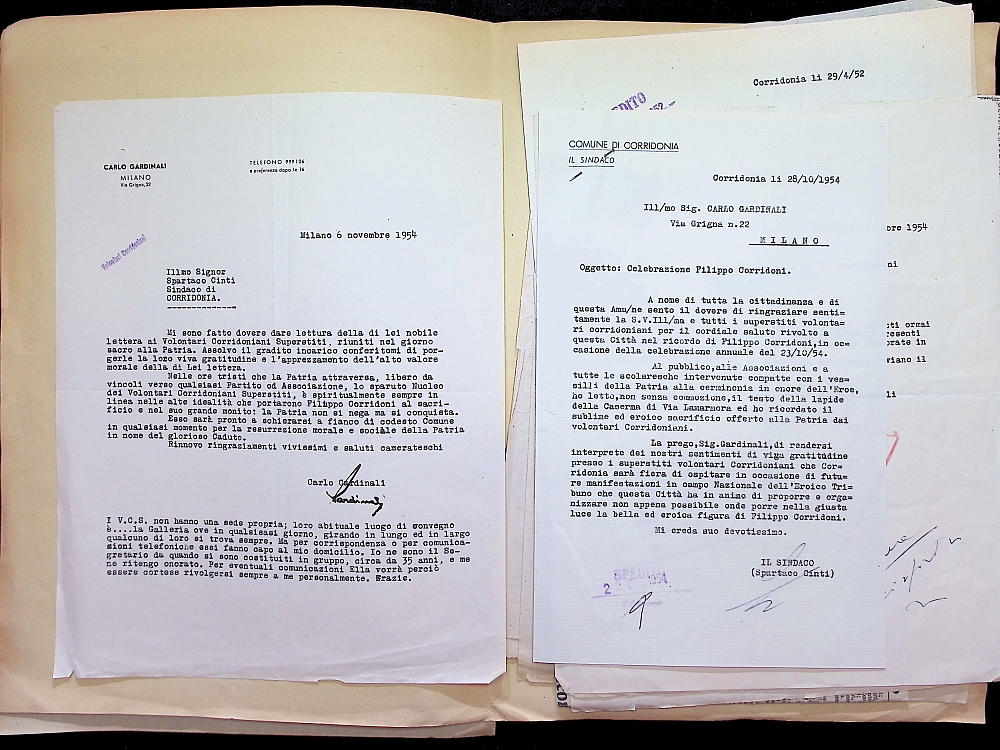 CARLO GARDINALI
MILANO
Via Grigna, 22
TELEFONO 999106
a preferenza dopo le 16
Milano 6 novembre 1954
Volontari Corridoniani
Illmo Signor
Spartaco Cinti
Sindaco di
CORRIDONIA.
Mi sono fatto dovere dare lettura della di lei nobile
lettera ai Volontari Corridoniani Superstiti, riuniti nel giorno
sacro alla Patria. Assolvo il gradito incarico conferitomi di por-
gerle la loro viva gratitudine e l'apprezzamento dell'alto valore
morale della di Lei lettera.
Nelle ore tristi che la Patria attraversa, libero da
vincoli verso qualsiasi Partito od Associazione, lo sparuto Nucleo
dei Volontari Corridoniani Superstiti, è spiritualmente sempre in
linea nelle alte idealità che portarono Filippo Corridoni al sacri-
ficio e nel suo grande monito: la Patria non si nega ma si conquista.
Esso sarà pronto a schierarsi a fianco di codesto Comune
in qualsiasi momento per la resurrezione morale e sociale della Patria
in nome del glorioso Caduto.
Rinnovo ringraziamenti vivissimi e saluti camerateschi
Carlo Gardinali
Gardinali
I V.C.S. non hanno una sede propria; loro abituale luogo di convegno
è....la Galleria ove in qualsiasi giorno, girando in lungo ed in largo
qualcuno di loro si trova sempre. Ma per corrispondenza o per comunica-
zioni telefoniche essi fanno capo al mio domicilio. Io ne sono il Se-
gretario da quando si sono costituiti in gruppo, circa da 35 anni, e me
ne ritengo onorato. Per eventuali comunicazioni Ella vorrà perciò
essere cortese rivolgersi sempre a me personalmente. Grazie.
Corridonia li 29/4/52
COMUNE DI CORRIDONIA
IL SINDACO
Corridonia li 28/10/1954
Ill/mo Sig. CARLO GARDINALI
Via Grigna n.22
MILANO
Oggetto: Celebrazione Filippo Corridoni.
A nome di tutta la cittadinanza e di
questa Amm/ne sento il dovere di ringraziare senti=
tamente la S.V.Ill/ma e tutti i superstiti volonta=
ri corridoniani per il cordiale saluto rivolto a
questa Città nel ricordo di Filippo Corridoni,in oc=
casione della celebrazione annuale del 23/10/54.
Al pubblico,alle Associazioni e a
tutte le scolaresche intervenute compatte con i ves=
silli della Patria alla cerimonia in onore dell'Eroe,
ho letto,non senza commozione,il testo della lapide
della Caserma di Via Lamarmora ed ho ricordato il
sublime ed eroico sacrificio offerto alla Patria dai
volontari Corridoniani.
La prego,Sig.Gardinali,di rendersi
interprete dei nostri sentimenti di viva gratitudine
presso i superstiti volontari Corridoniani che Cor=
ridonia sarà fiera di ospitare in occasione di futu=
re manifestazioni in campo Nazionale dell'Eroico Tri=
buno che questa Città ha in animo di proporre e orga=
nizzare non appena possibile onde porre nella giusta
luce la bella ed eroica figura di Filippo Corridoni.
Mi creda suo devotissimo.
IL SINDACO
(Spartaco Cinti)
1954